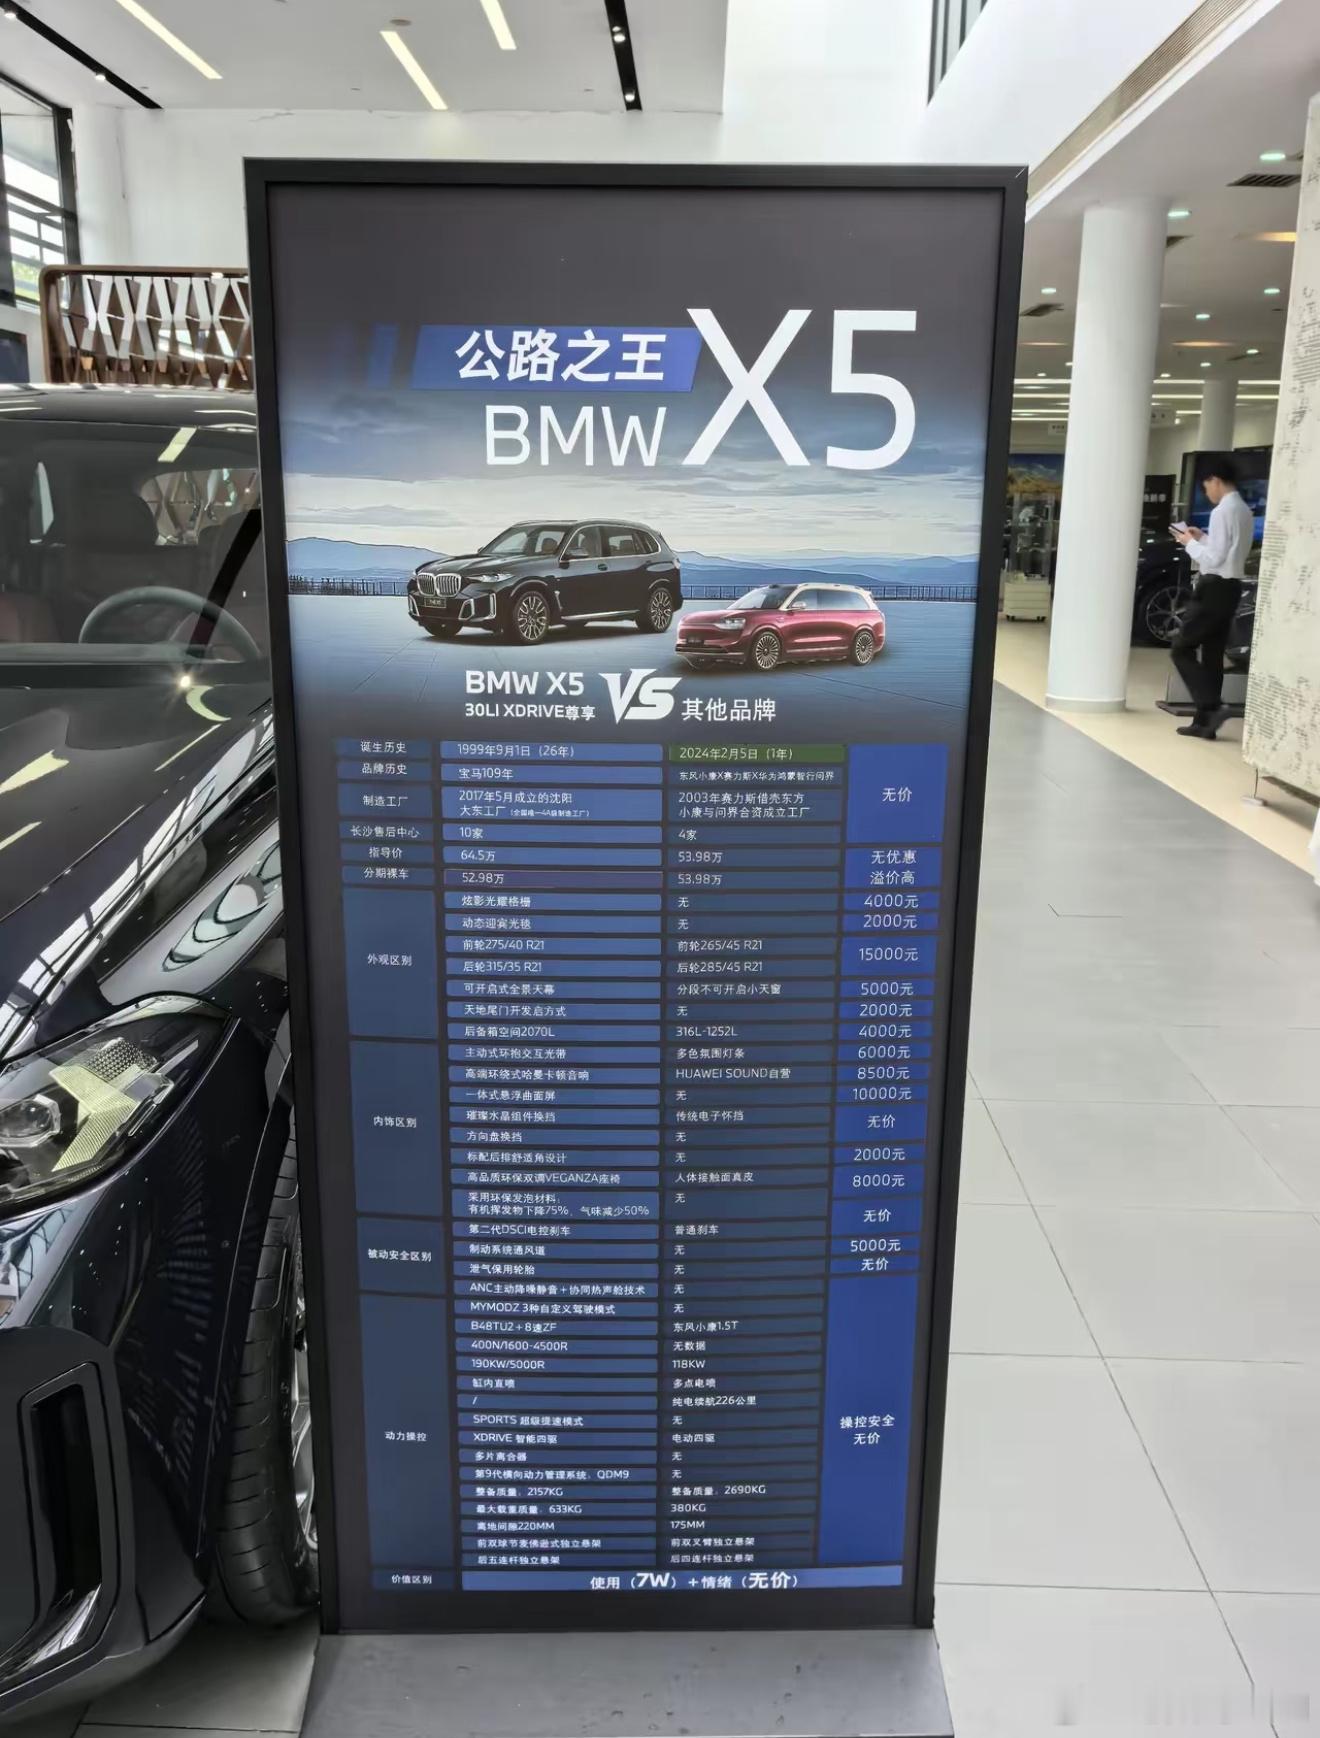 公路之王
BMW X5
BMW X5 VS 其他品牌
30LI XDRIVE尊享
诞生历史 1999年9月1日（26年） 2024年2月5日（1年）
品牌历史 宝马109年 东风小康X赛力斯X华为鸿蒙智行问界
无价
制造工厂 2017年5月成立的沈阳 2003年赛力斯借壳东方
大东工厂（全国唯一4A级制造工厂） 小康与问界合资成立工厂
长沙售后中心 10家 4家
指导价 64.5万 53.98万 无优惠
分期裸车 52.98万 53.98万 溢价高
外观区别
炫影光耀格栅 无 4000元
动态迎宾光毯 无 2000元
前轮275/40 R21 前轮265/45 R21 15000元
后轮315/35 R21 后轮285/45 R21
可开启式全景天幕 分段不可开启小天窗 5000元
天地尾门开发启方式 无 2000元
后备箱空间2070L 316L-1252L 4000元
内饰区别
主动式环抱交互光带 多色氛围灯条 6000元
高端环绕式哈曼卡顿音响 HUAWEI SOUND自营 8500元
一体式悬浮曲面屏 无 10000元
璀璨水晶组件换挡 传统电子怀挡 无价
方向盘换挡 无
标配后排舒适角设计 无 2000元
高品质环保双调VEGANZA座椅 人体接触面真皮 8000元
采用环保发泡材料： 无
有机挥发物下降75%，气味减少50% 无价
被动安全区别
第二代DSCI电控刹车 普通刹车
制动系统通风道 无 5000元
泄气保用轮胎 无 无价
ANC主动降噪静音+协同热声舱技术 无
动力操控
MYMODZ 3种自定义驾驶模式 无
B48TU2+8速ZF 东风小康1.5T
400N/1600-4500R 无数据
190KW/5000R 118KW
缸内直喷 多点电喷
/ 纯电续航226公里
SPORTS 超级提速模式 无
操控安全
无价
XDRIVE 智能四驱 电动四驱
多片离合器 无
第9代横向动力管理系统，QDM9 无
整备质量，2157KG 整备质量，2690KG
最大载重质量，633KG 380KG
离地间隙220MM 175MM
前双球节麦佛逊式独立悬架 前双叉臂独立悬架
后五连杆独立悬架 后四连杆独立悬架
价值区别 使用（7W）+情绪（无价）